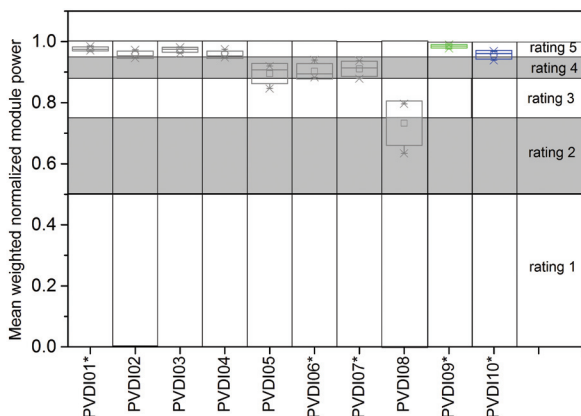 Mean weighted normalized module power
1.0
0.8
0.6
0.4
0.2
0.0
rating 5
rating 4
rating 3
rating 2
rating 1
PVDI01*
PVDI02
PVDI03
PVDI04
PVDI05
PVDI06*
PVDI07*
PVDI08
PVDI09*
PVDI10*